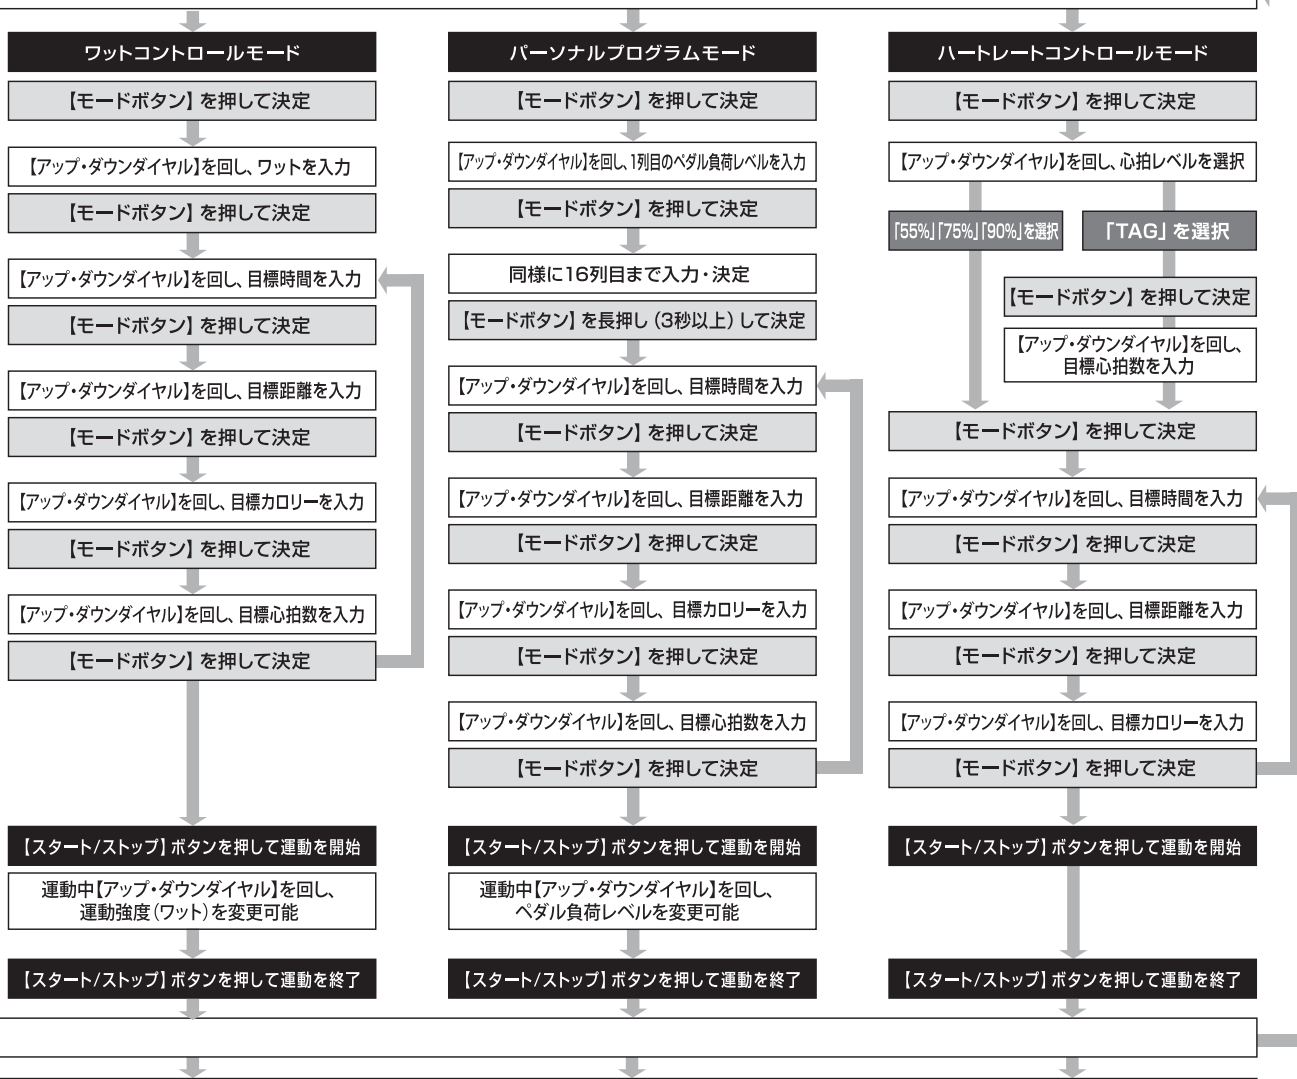 ワットコントロールモード
【モードボタン】を押して決定
【アップ・ダウンダイヤル】を回し、ワットを入力
【モードボタン】を押して決定
【アップ・ダウンダイヤル】を回し、目標時間を入力
【モードボタン】を押して決定
【アップ・ダウンダイヤル】を回し、目標距離を入力
【モードボタン】を押して決定
【アップ・ダウンダイヤル】を回し、目標カロリーを入力
【モードボタン】を押して決定
【アップ・ダウンダイヤル】を回し、目標心拍数を入力
【モードボタン】を押して決定
【スタート/ストップ】ボタンを押して運動を開始
運動中【アップ・ダウンダイヤル】を回し、
運動強度（ワット）を変更可能
【スタート/ストップ】ボタンを押して運動を終了
パーソナルプログラムモード
【モードボタン】を押して決定
【アップ・ダウンダイヤル】を回し、1列目のペダル負荷レベルを入力
【モードボタン】を押して決定
同様に16列目まで入力・決定
【モードボタン】を長押し（3秒以上）して決定
【アップ・ダウンダイヤル】を回し、目標時間を入力
【モードボタン】を押して決定
【アップ・ダウンダイヤル】を回し、目標距離を入力
【モードボタン】を押して決定
【アップ・ダウンダイヤル】を回し、目標カロリーを入力
【モードボタン】を押して決定
【アップ・ダウンダイヤル】を回し、目標心拍数を入力
【モードボタン】を押して決定
【スタート/ストップ】ボタンを押して運動を開始
運動中【アップ・ダウンダイヤル】を回し、
ペダル負荷レベルを変更可能
【スタート/ストップ】ボタンを押して運動を終了
ハートレートコントロールモード
【モードボタン】を押して決定
【アップ・ダウンダイヤル】を回し、心拍レベルを選択
「55%」「75%」「90%」を選択
「TAG」を選択
【モードボタン】を押して決定
【アップ・ダウンダイヤル】を回し、
目標心拍数を入力
【モードボタン】を押して決定
【アップ・ダウンダイヤル】を回し、目標時間を入力
【モードボタン】を押して決定
【アップ・ダウンダイヤル】を回し、目標距離を入力
【モードボタン】を押して決定
【アップ・ダウンダイヤル】を回し、目標カロリーを入力
【モードボタン】を押して決定
【スタート/ストップ】ボタンを押して運動を開始
【スタート/ストップ】ボタンを押して運動を終了